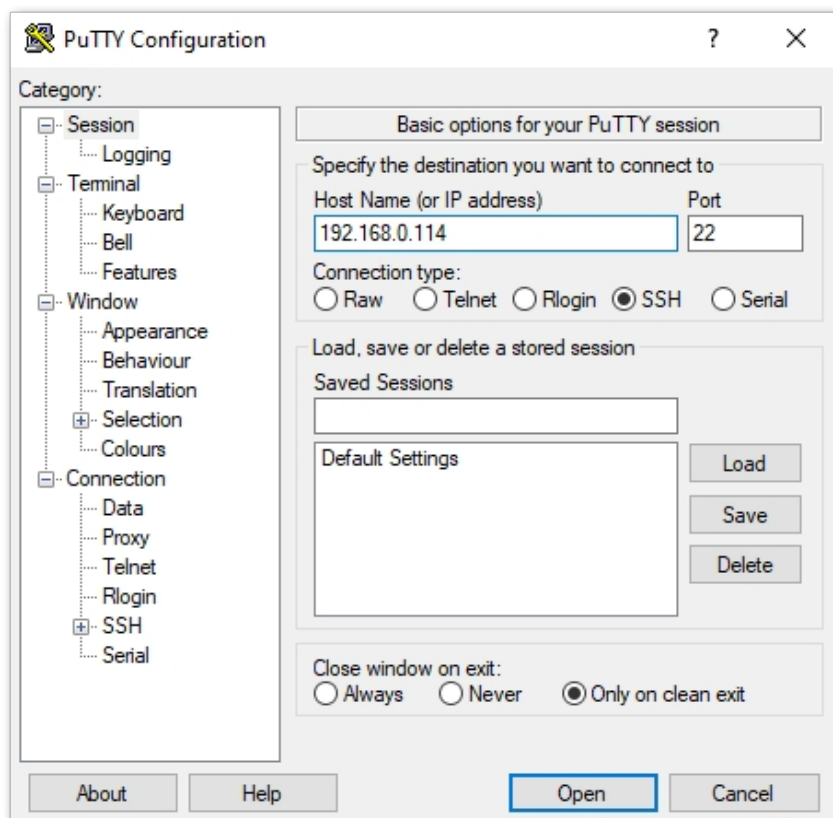 PuTTY Configuration
?
Category:
Session
Logging
Terminal
Keyboard
Bell
Features
Window
Appearance
Behaviour
Translation
Selection
Colours
Connection
Data
Proxy
Telnet
Rlogin
SSH
Serial
Basic options for your PuTTY session
Specify the destination you want to connect to
Host Name (or IP address) Port
192.168.0.114 22
Connection type:
Raw Telnet Rlogin SSH Serial
Load, save or delete a stored session
Saved Sessions
Default Settings
Load
Save
Delete
Close window on exit:
Always Never Only on clean exit
About Help Open Cancel